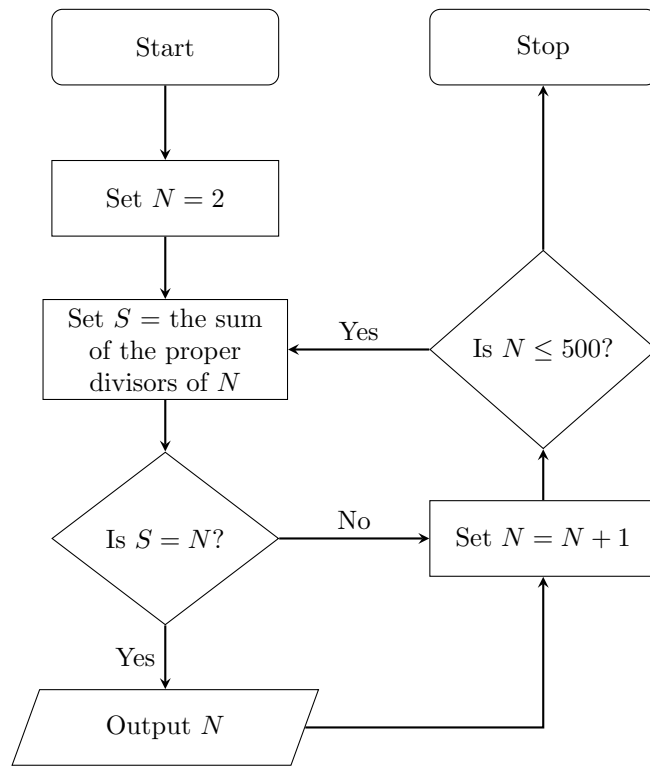 Start
Stop
Set N = 2
Set S = the sum
of the proper
divisors of N
Yes
Is N ≤ 500?
Is S = N?
No
Set N = N + 1
Yes
Output N